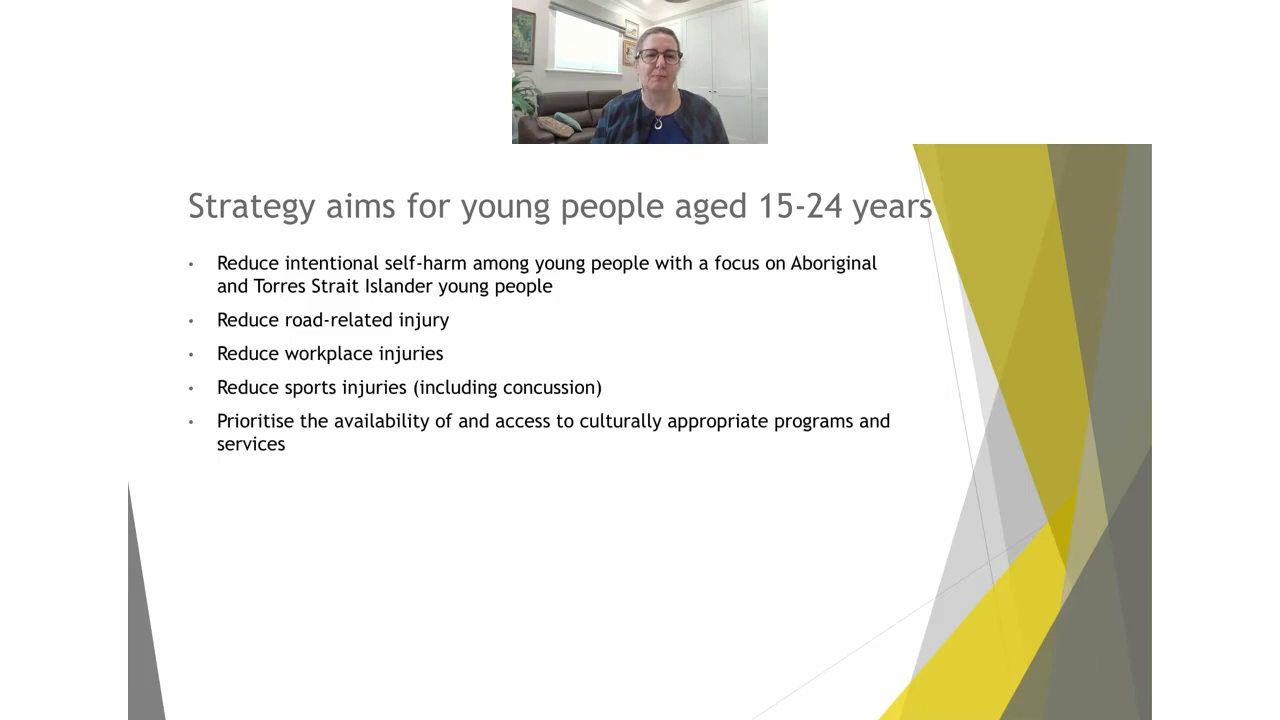 Strategy aims for young people aged 15-24 years
• Reduce intentional self-harm among young people with a focus on Aboriginal
and Torres Strait Islander young people
• Reduce road-related injury
• Reduce workplace injuries
• Reduce sports injuries (including concussion)
• Prioritise the availability of and access to culturally appropriate programs and
services